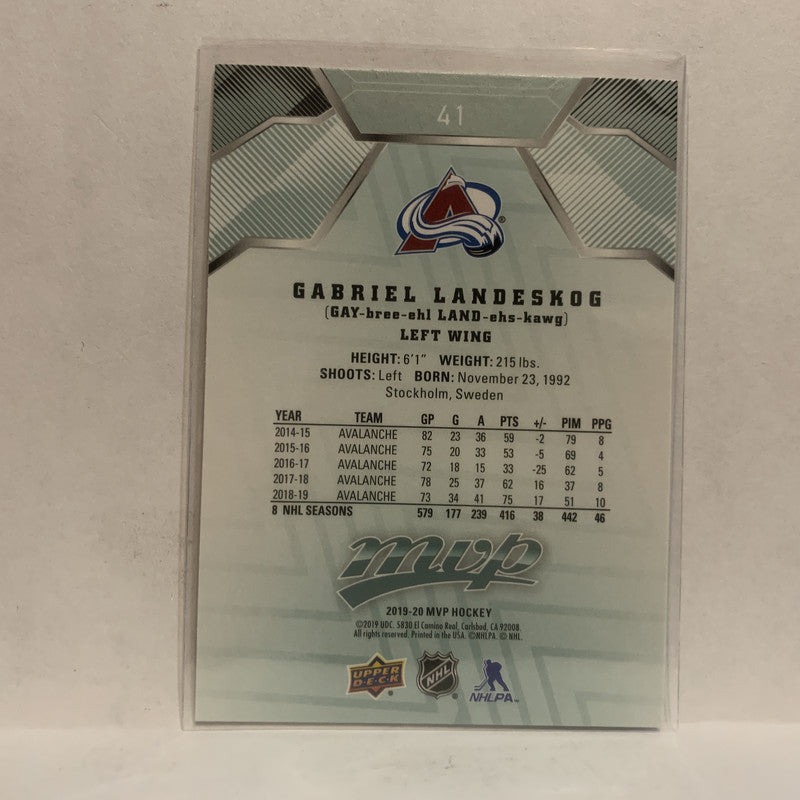 41
GABRIEL LANDESKOG
(GAY-bree-ehl LAND-ehs-kawg)
LEFT WING
HEIGHT: 6'1" WEIGHT: 215 lbs.
SHOOTS: Left BORN: November 23, 1992
Stockholm, Sweden
YEAR TEAM GP G A PTS +/- PIM PPG
2014-15 AVALANCHE 82 23 36 59 -2 79 8
2015-16 AVALANCHE 75 20 33 53 -5 69 4
2016-17 AVALANCHE 72 18 15 33 -25 62 5
2017-18 AVALANCHE 78 25 37 62 16 37 8
2018-19 AVALANCHE 73 34 41 75 17 51 10
8 NHL SEASONS 579 177 239 416 38 442 46
mvp
2019-20 MVP HOCKEY
©2019 UDC. 5830 El Camino Real, Carlsbad, CA 92008.
All rights reserved. Printed in the USA. ©NHLPA. © NHL.
UPPER DECK NHL NHLPA